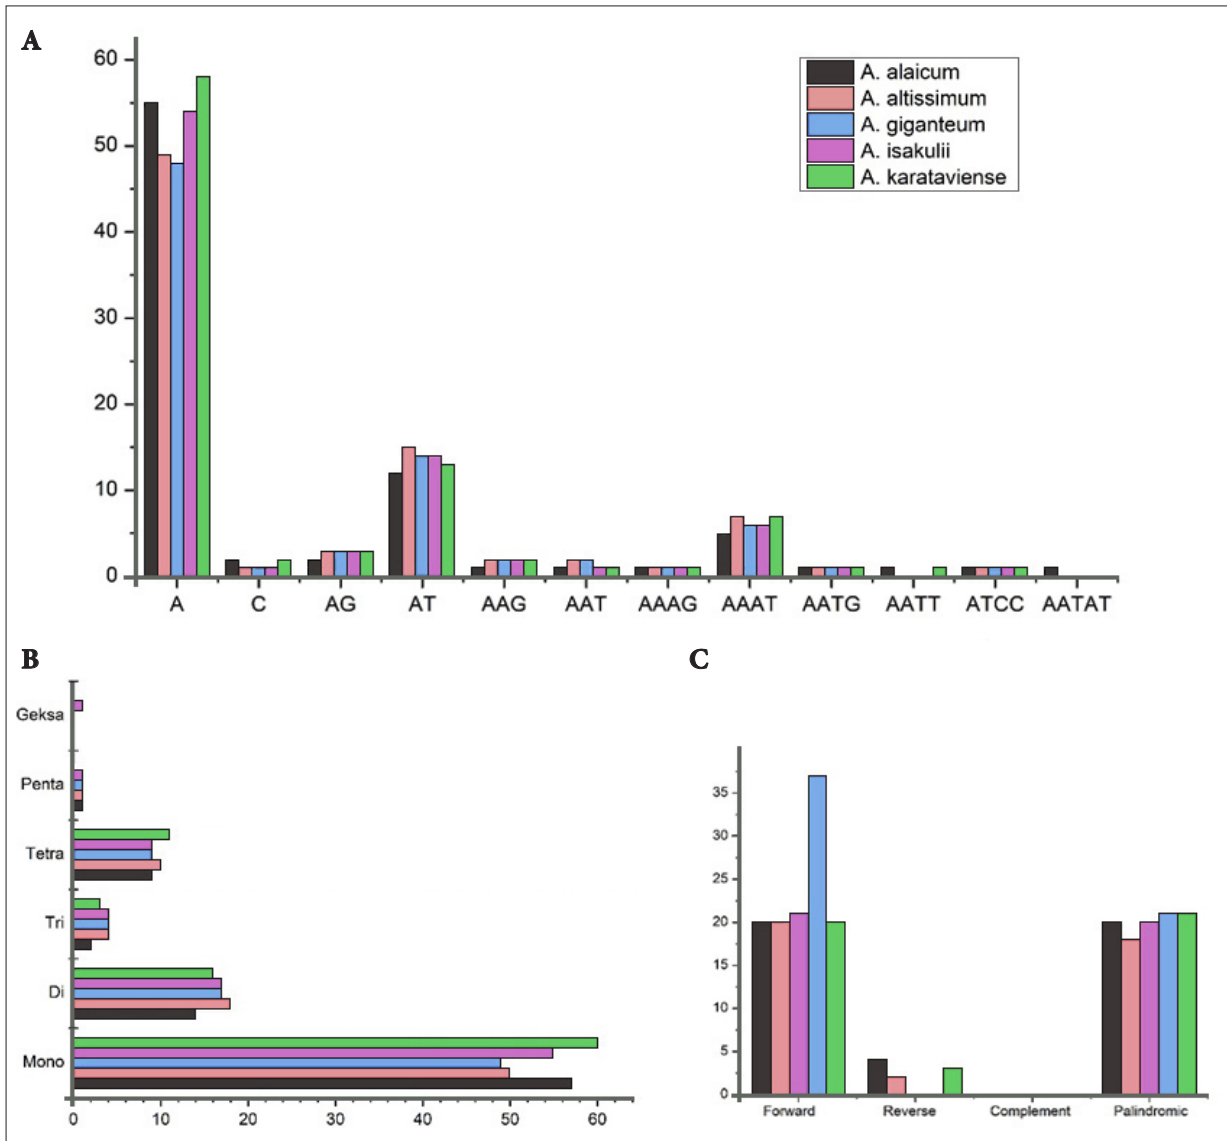 A
60
50
40
30
20
10
0
A. alaicum
A. altissimum
A. giganteum
A. isakulii
A. karataviense
A C AG AT AAG AAT AAAG AAAT AATG AATT ATCC AATAT
B
Geksa
Penta
Tetra
Tri
Di
Mono
0 10 20 30 40 50 60
C
35
30
25
20
15
10
5
0
Forward Reverse Complement Palindromic